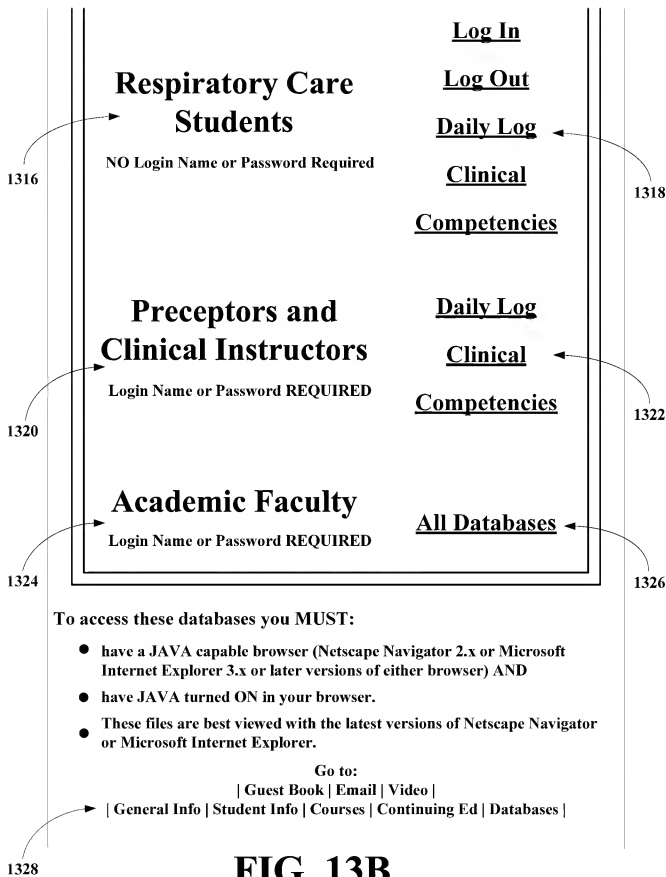 Log In
Respiratory Care
Students
Log Out
Daily Log
NO Login Name or Password Required
Clinical
1316
1318
Competencies
Preceptors and
Clinical Instructors
Daily Log
Clinical
Login Name or Password REQUIRED
Competencies
1320
1322
Academic Faculty
All Databases
Login Name or Password REQUIRED
1324
1326
To access these databases you MUST:
● have a JAVA capable browser (Netscape Navigator 2.x or Microsoft
Internet Explorer 3.x or later versions of either browser) AND
● have JAVA turned ON in your browser.
● These files are best viewed with the latest versions of Netscape Navigator
or Microsoft Internet Explorer.
Go to:
| Guest Book | Email | Video |
| General Info | Student Info | Courses | Continuing Ed | Databases |
1328
FIG. 13B